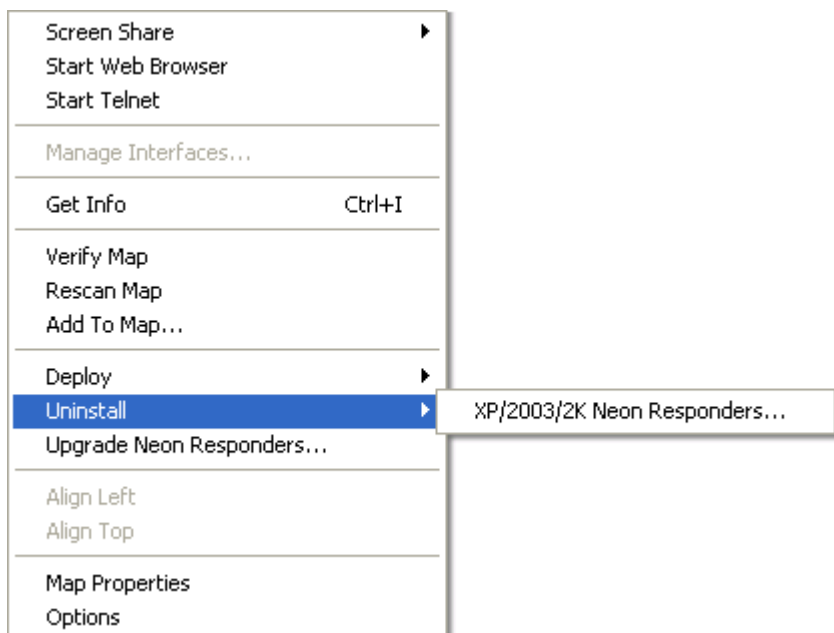 Screen Share
Start Web Browser
Start Telnet
Manage Interfaces...
Get Info Ctrl+I
Verify Map
Rescan Map
Add To Map...
Deploy
Uninstall XP/2003/2K Neon Responders...
Upgrade Neon Responders...
Align Left
Align Top
Map Properties
Options